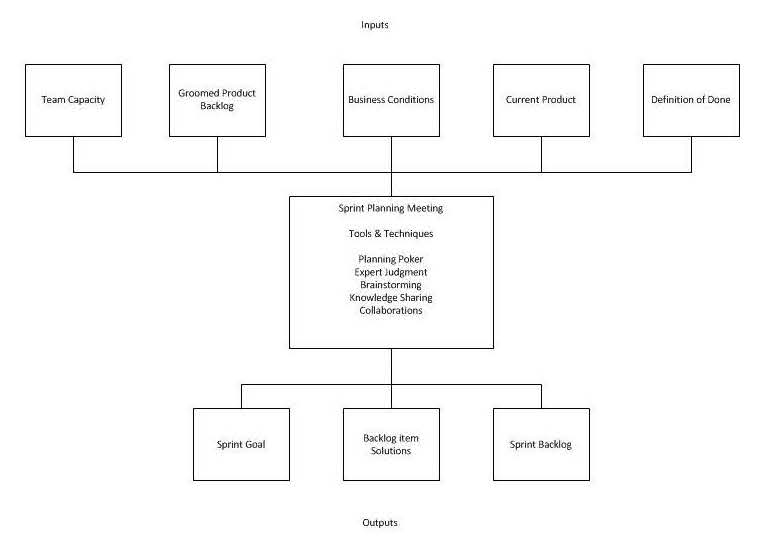 Inputs
Team Capacity
Groomed Product
Backlog
Business Conditions
Current Product
Definition of Done
Sprint Planning Meeting
Tools & Techniques
Planning Poker
Expert Judgment
Brainstorming
Knowledge Sharing
Collaborations
Sprint Goal
Backlog item
Solutions
Sprint Backlog
Outputs